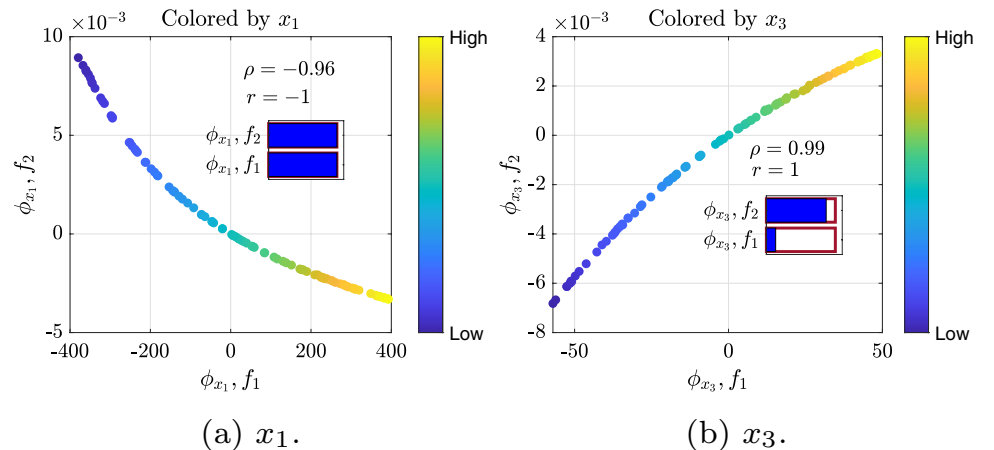 ×10⁻³ Colored by x₁
10
5
0
-5
-400 -200 0 200 400
ϕ_{x₁}, f₂
ϕ_{x₁}, f₁
ρ = −0.96
r = −1
ϕ_{x₁}, f₂
ϕ_{x₁}, f₁
High
Low
(a) x₁.
×10⁻³ Colored by x₃
4
2
0
-2
-4
-6
-8
-50 0 50
ϕ_{x₃}, f₂
ϕ_{x₃}, f₁
ρ = 0.99
r = 1
ϕ_{x₃}, f₂
ϕ_{x₃}, f₁
High
Low
(b) x₃.